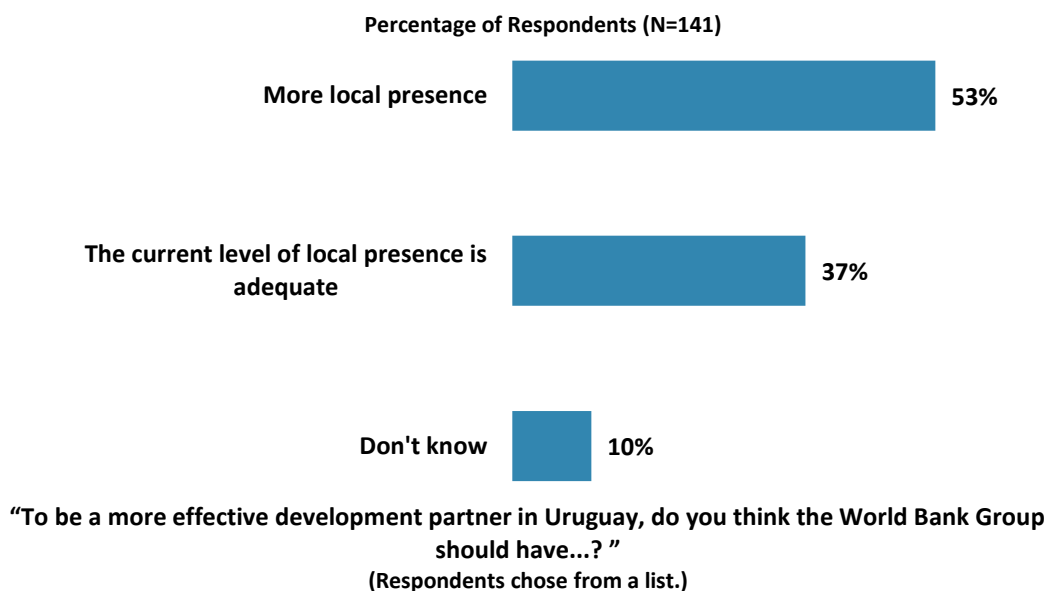 Percentage of Respondents (N=141)
More local presence
53%
The current level of local presence is
adequate
37%
Don't know
10%
“To be a more effective development partner in Uruguay, do you think the World Bank Group
should have...? ”
(Respondents chose from a list.)